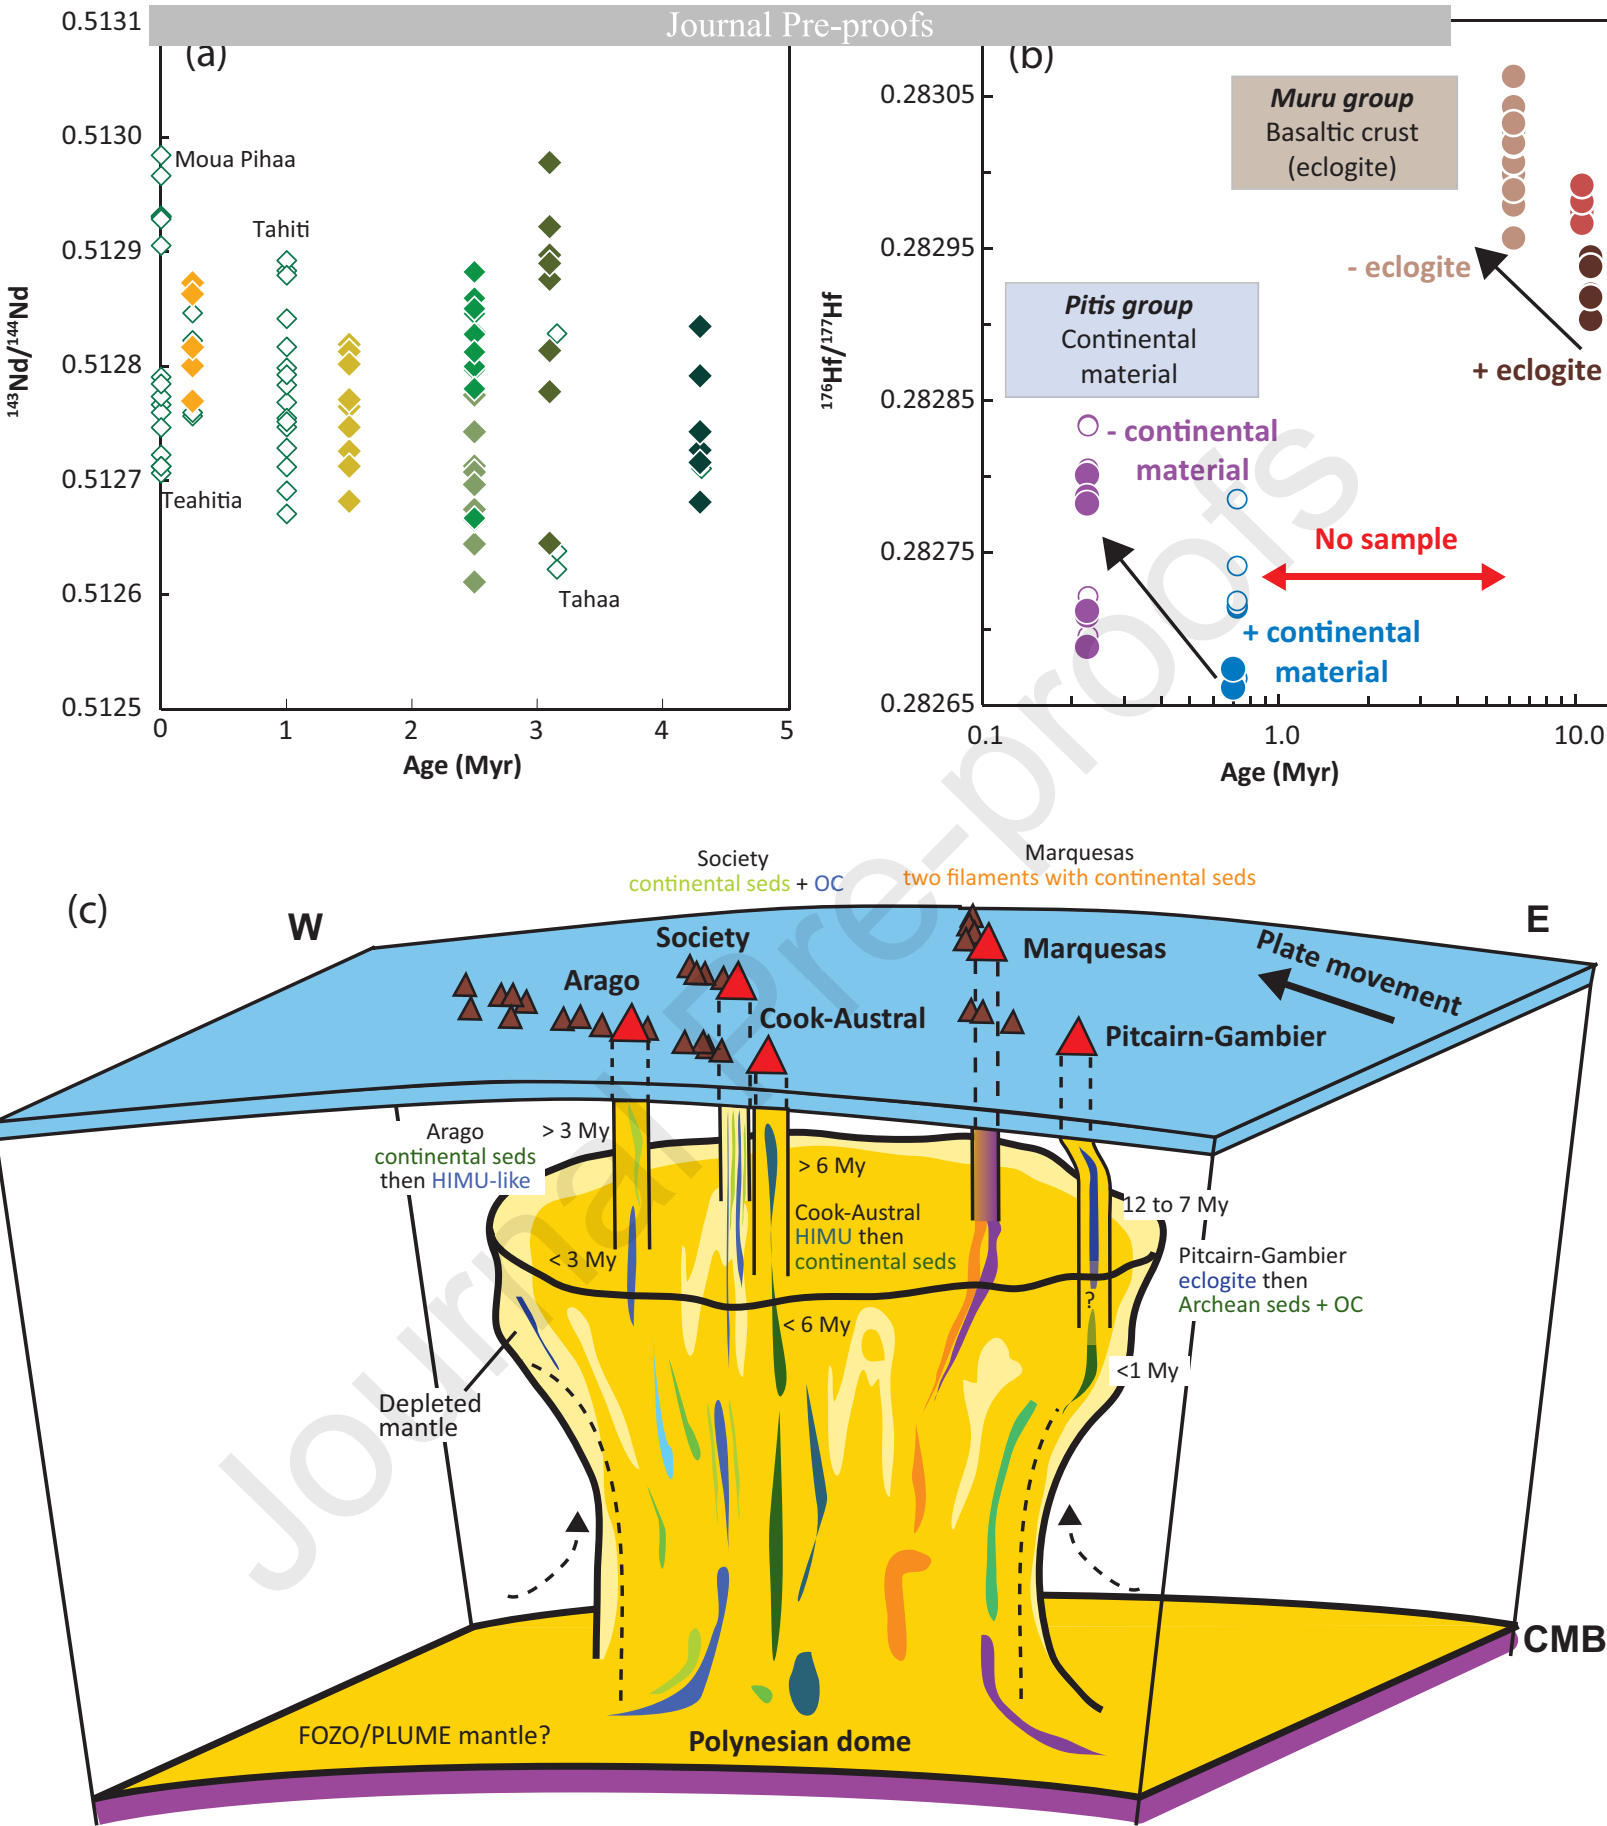 Journal Pre-proofs
(a)
0.5131
0.5130
0.5129
0.5128
0.5127
0.5126
0.5125
143Nd/144Nd
Moua Pihaa
Tahiti
Teahitia
Tahaa
0
1
2
3
4
5
Age (Myr)
(b)
0.28305
0.28295
0.28285
0.28275
0.28265
176Hf/177Hf
Muru group
Basaltic crust
(eclogite)
- eclogite
+ eclogite
Pitis group
Continental
material
- continental
material
No sample
+ continental
material
0.1
1.0
10.0
Age (Myr)
(c)
Society
continental seds + OC
Marquesas
two filaments with continental seds
W
E
Society
Arago
Marquesas
Plate movement
Cook-Austral
Pitcairn-Gambier
Arago
continental seds
then HIMU-like
> 3 My
< 3 My
> 6 My
Cook-Austral
HIMU then
continental seds
< 6 My
12 to 7 My
Pitcairn-Gambier
eclogite then
Archean seds + OC
?
<1 My
Depleted
mantle
CMB
FOZO/PLUME mantle?
Polynesian dome
Journal Pre-proofs